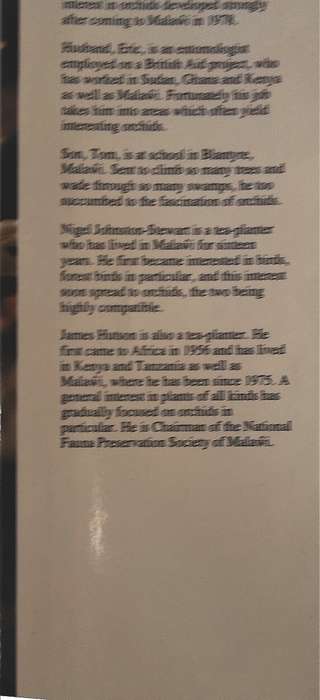 interest in orchids developed strongly
after coming to Malaŵi in 1978.
Husband, Eric, is an entomologist
employed on a British Aid project, who
has worked in Sudan, Ghana and Kenya
as well as Malaŵi. Fortunately his job
takes him into areas which often yield
interesting orchids.
Son, Tom, is at school in Blantyre,
Malaŵi. Sent to climb so many trees and
wade through so many swamps, he too
succumbed to the fascination of orchids.
Nigel Johnston-Stewart is a tea-planter
who has lived in Malaŵi for sixteen
years. He first became interested in birds,
forest birds in particular, and this interest
soon spread to orchids, the two being
highly compatible.
James Hutson is also a tea-planter. He
first came to Africa in 1956 and has lived
in Kenya and Tanzania as well as
Malaŵi, where he has been since 1975. A
general interest in plants of all kinds has
gradually focused on orchids in
particular. He is Chairman of the National
Fauna Preservation Society of Malaŵi.